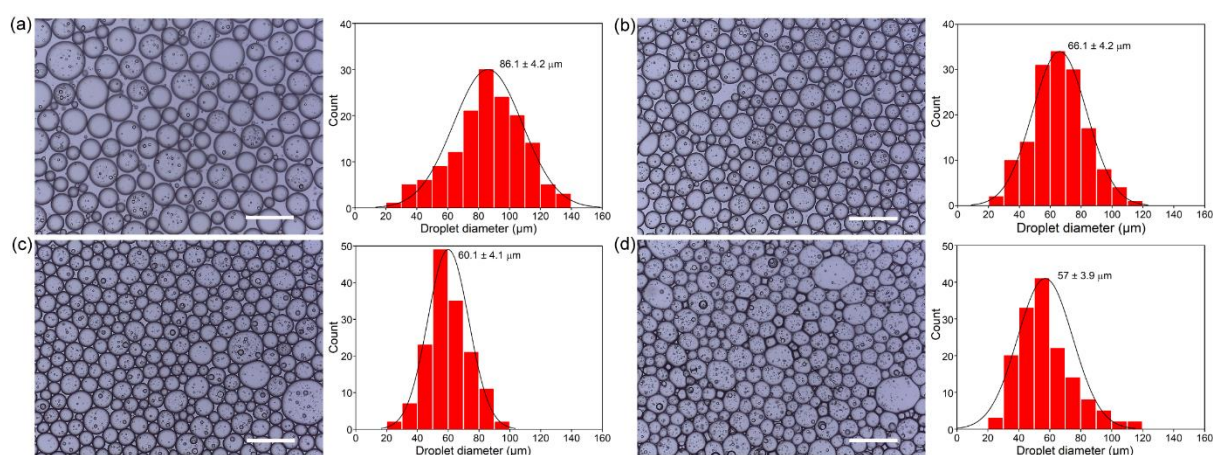 (a)
40
30
20
10
0
Count
86.1 ± 4.2 µm
0 20 40 60 80 100 120 140 160
Droplet diameter (µm)
(b)
40
30
20
10
0
Count
66.1 ± 4.2 µm
0 20 40 60 80 100 120 140 160
Droplet diameter (µm)
(c)
50
40
30
20
10
0
Count
60.1 ± 4.1 µm
0 20 40 60 80 100 120 140 160
Droplet diameter (µm)
(d)
50
40
30
20
10
0
Count
57 ± 3.9 µm
0 20 40 60 80 100 120 140 160
Droplet diameter (µm)